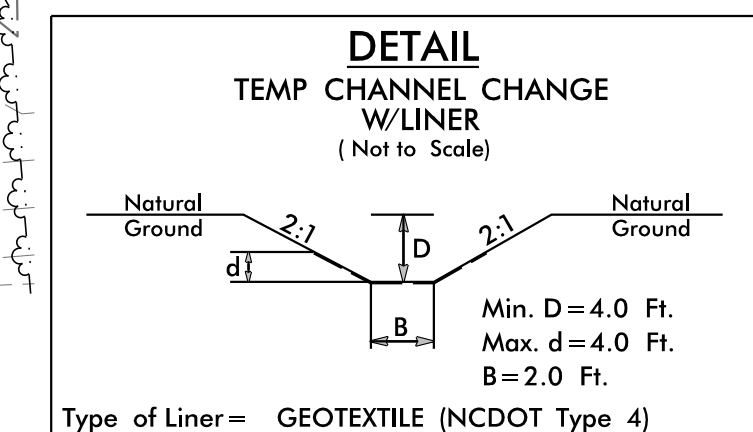 DETAIL
TEMP CHANNEL CHANGE
W/LINER
( Not to Scale)
Natural
Ground
2:1
D
2:1
Natural
Ground
d
B
Min. D=4.0 Ft.
Max. d=4.0 Ft.
B=2.0 Ft.
Type of Liner= GEOTEXTILE (NCDOT Type 4)